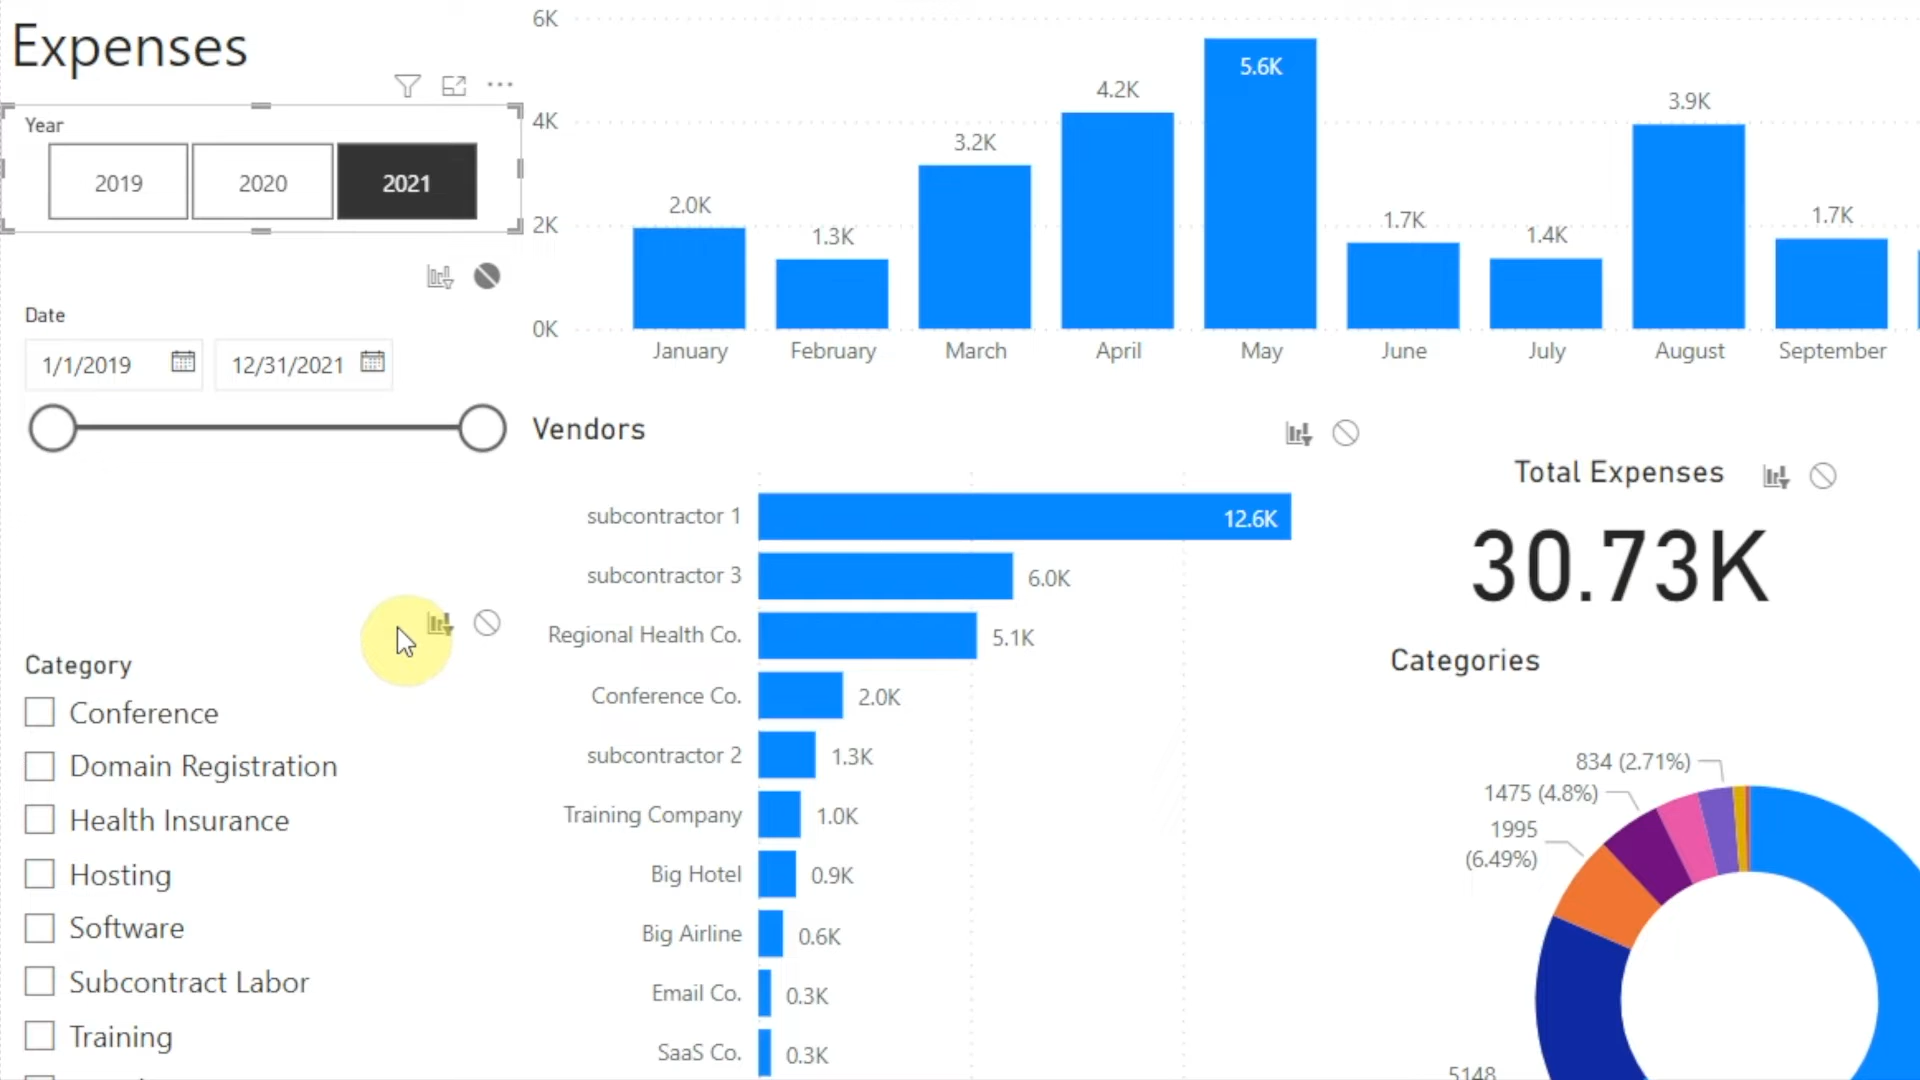 Expenses
Year
2019
2020
2021
Date
1/1/2019
12/31/2021
Category
Conference
Domain Registration
Health Insurance
Hosting
Software
Subcontract Labor
Training
6K
4K
2K
0K
2.0K
1.3K
3.2K
4.2K
5.6K
1.7K
1.4K
3.9K
1.7K
January
February
March
April
May
June
July
August
September
Vendors
subcontractor 1
12.6K
subcontractor 3
6.0K
Regional Health Co.
5.1K
Conference Co.
2.0K
subcontractor 2
1.3K
Training Company
1.0K
Big Hotel
0.9K
Big Airline
0.6K
Email Co.
0.3K
SaaS Co.
0.3K
Total Expenses
30.73K
Categories
834 (2.71%)
1475 (4.8%)
1995
(6.49%)
5148